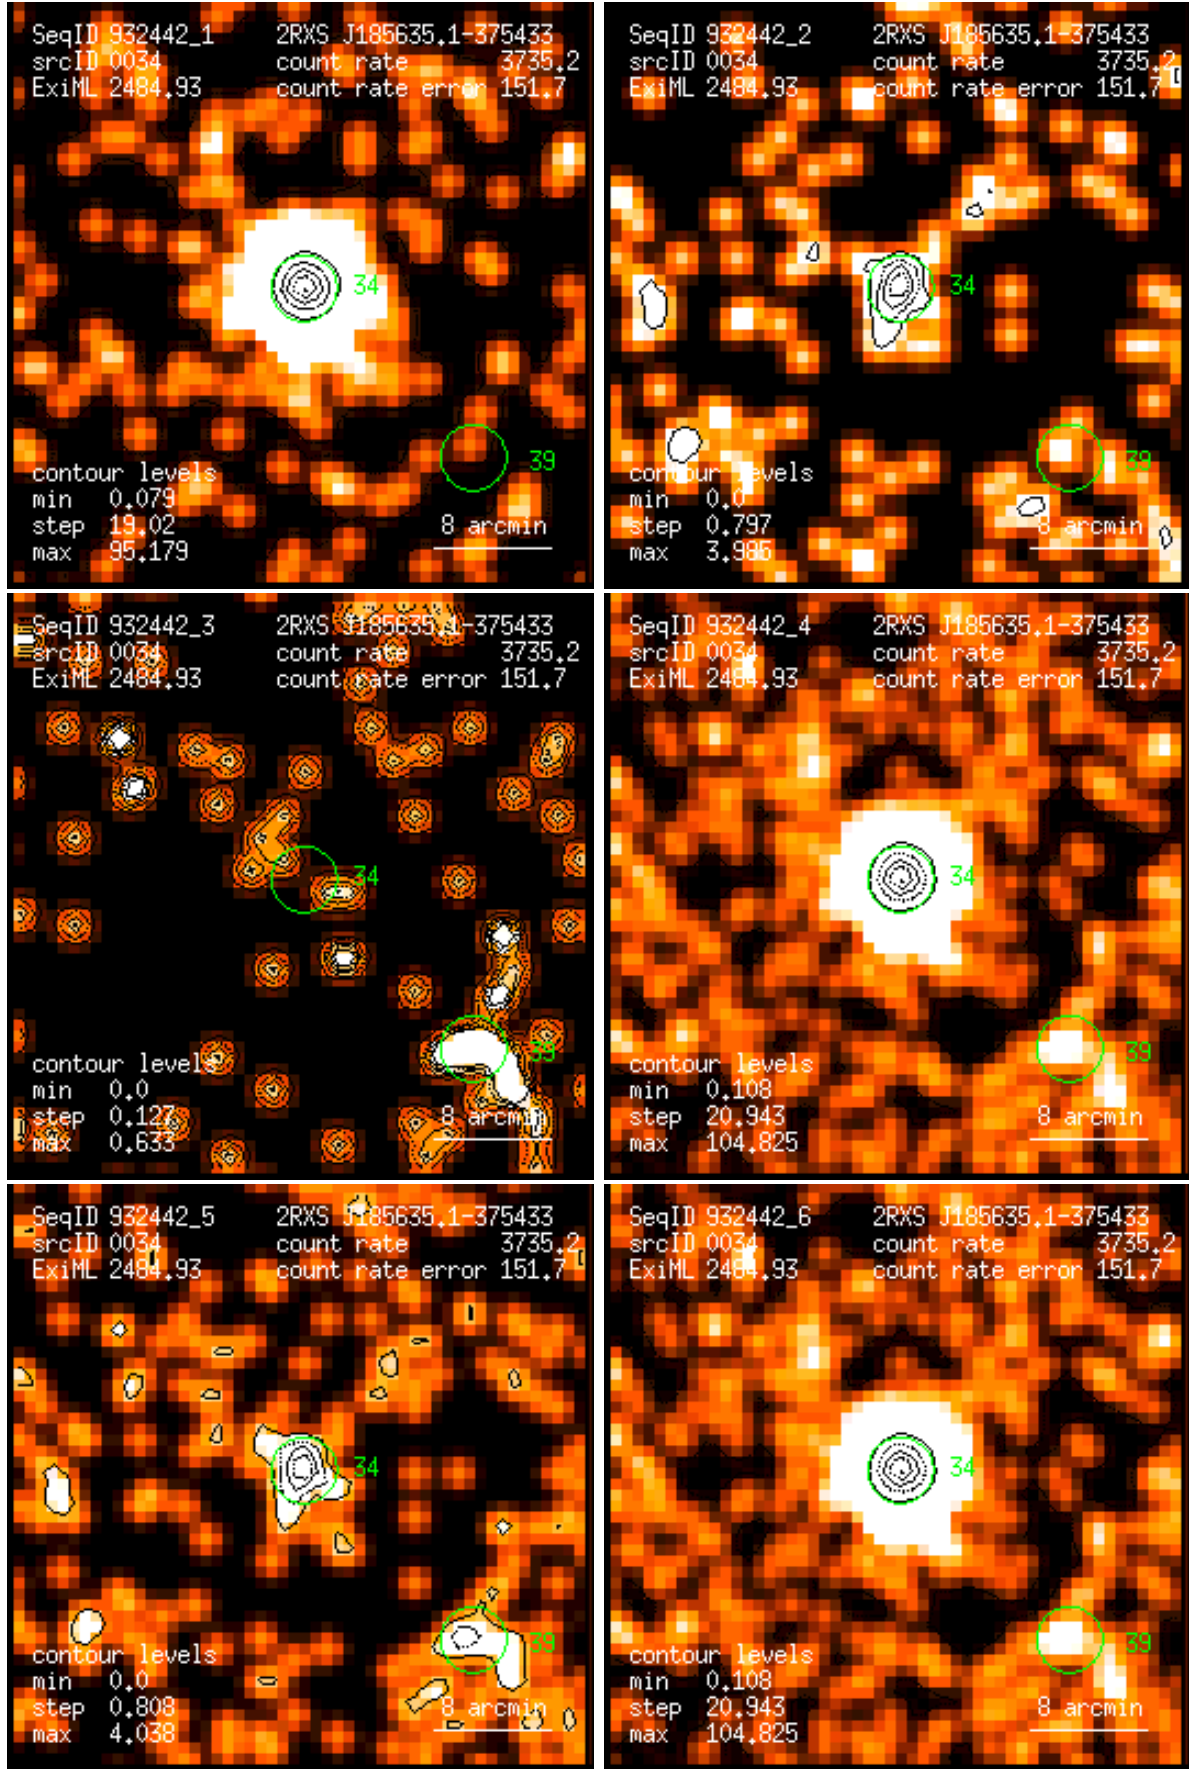 SeqID 932442_1 2RXS J185635.1-375433
srcID 0034 count rate 3735.2
ExiML 2484.93 count rate error 151.7
34
39
contour levels
min 0.079
step 19.02
max 95.179
8 arcmin
SeqID 932442_2 2RXS J185635.1-375433
srcID 0034 count rate 3735.2
ExiML 2484.93 count rate error 151.7
34
39
contour levels
min 0.0
step 0.797
max 3.985
8 arcmin
SeqID 932442_3 2RXS J185635.1-375433
srcID 0034 count rate 3735.2
ExiML 2484.93 count rate error 151.7
34
39
contour levels
min 0.0
step 0.127
max 0.633
8 arcmin
SeqID 932442_4 2RXS J185635.1-375433
srcID 0034 count rate 3735.2
ExiML 2484.93 count rate error 151.7
34
39
contour levels
min 0.108
step 20.943
max 104.825
8 arcmin
SeqID 932442_5 2RXS J185635.1-375433
srcID 0034 count rate 3735.2
ExiML 2484.93 count rate error 151.7
34
39
contour levels
min 0.0
step 0.808
max 4.038
8 arcmin
SeqID 932442_6 2RXS J185635.1-375433
srcID 0034 count rate 3735.2
ExiML 2484.93 count rate error 151.7
34
39
contour levels
min 0.108
step 20.943
max 104.825
8 arcmin